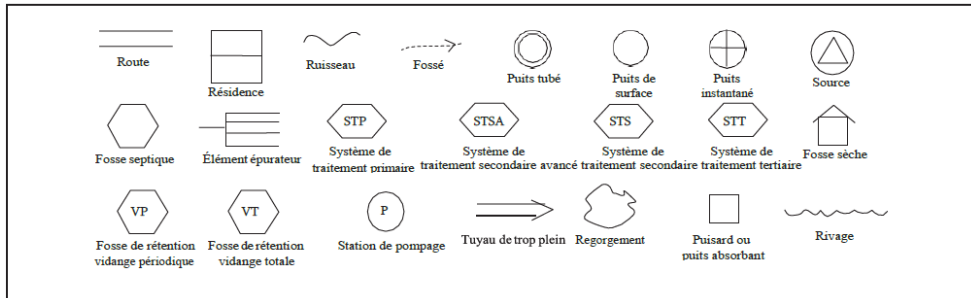 Route
Résidence
Ruisseau
Fossé
Puits tubé
Puits de
surface
Puits
instantané
Source
Fosse septique
Élément épurateur
STP
Système de
traitement primaire
STSA
Système de
traitement secondaire avancé
STS
Système de
traitement secondaire
STT
Système de
traitement tertiaire
Fosse sèche
VP
Fosse de rétention
vidange périodique
VT
Fosse de rétention
vidange totale
P
Station de pompage
Tuyau de trop plein
Regorgement
Puisard ou
puits absorbant
Rivage